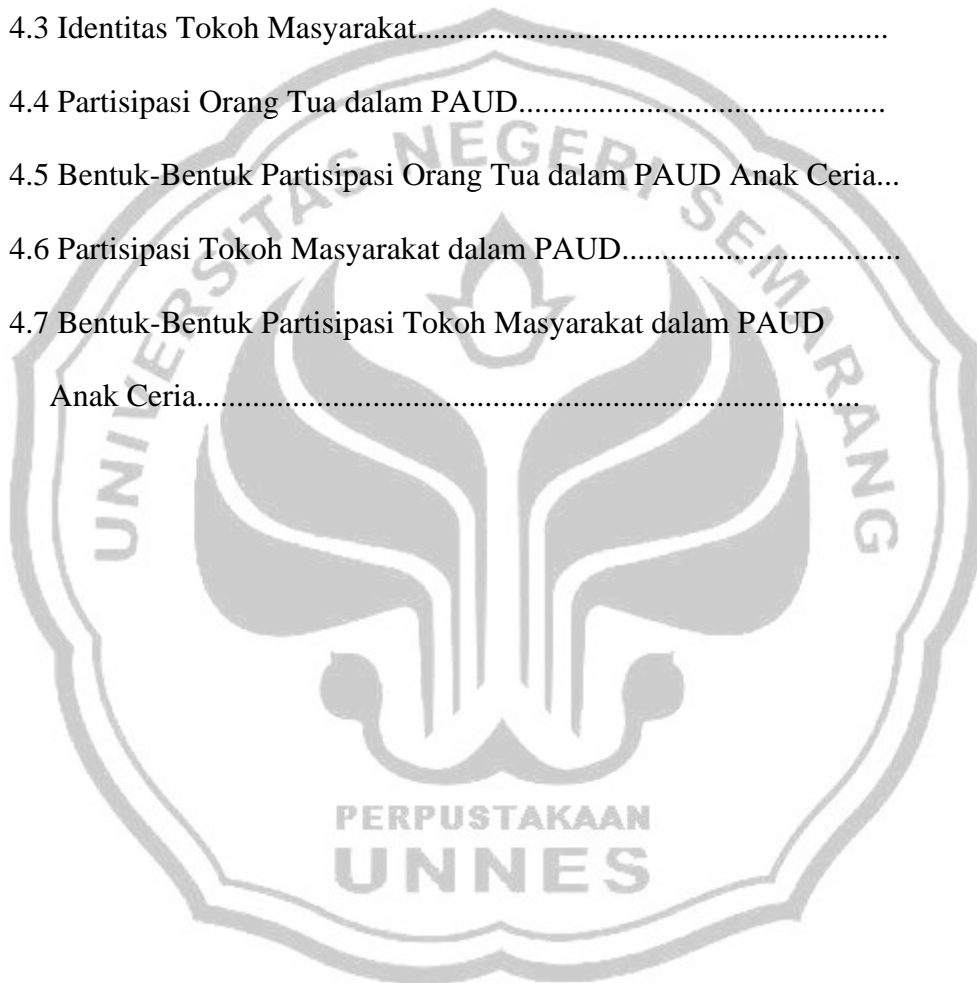 4.3 Identitas Tokoh Masyarakat...........................................................
4.4 Partisipasi Orang Tua dalam PAUD..............................................
4.5 Bentuk-Bentuk Partisipasi Orang Tua dalam PAUD Anak Ceria...
4.6 Partisipasi Tokoh Masyarakat dalam PAUD...................................
4.7 Bentuk-Bentuk Partisipasi Tokoh Masyarakat dalam PAUD
Anak Ceria...................................................................................
UNIVERSITAS NEGERI SEMARANG
PERPUSTAKAAN
UNNES